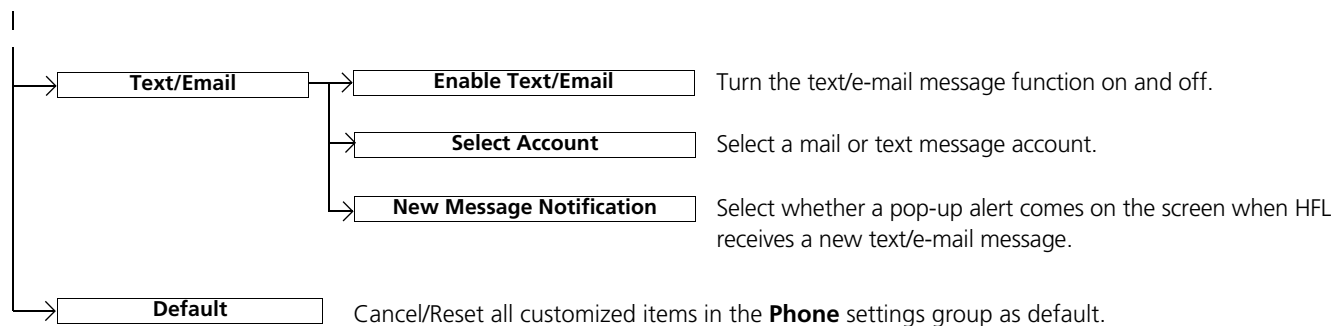 Text/Email
Enable Text/Email
Turn the text/e-mail message function on and off.
Select Account
Select a mail or text message account.
New Message Notification
Select whether a pop-up alert comes on the screen when HFL
receives a new text/e-mail message.
Default
Cancel/Reset all customized items in the Phone settings group as default.